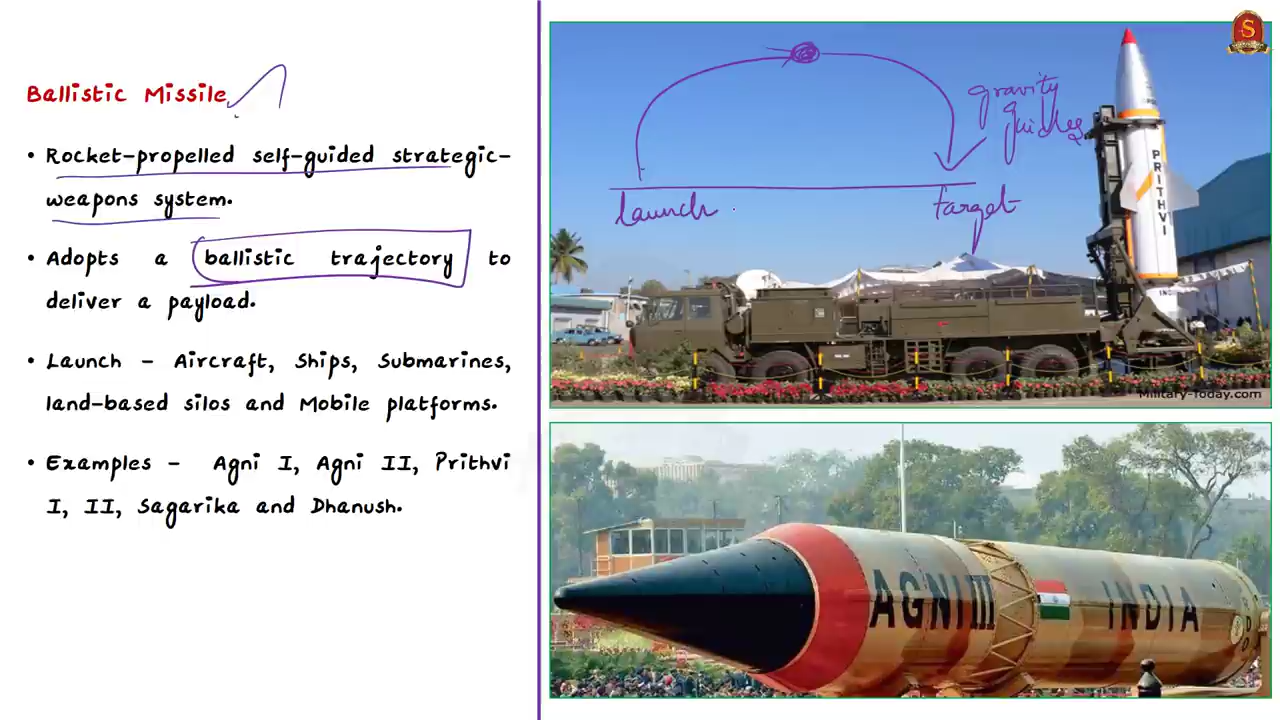 Ballistic Missile
• Rocket-propelled self-guided strategic-
weapons system.
• Adopts a ballistic trajectory to
deliver a payload.
• Launch - Aircraft, Ships, Submarines,
land-based silos and Mobile platforms.
• Examples - Agni I, Agni II, Prithvi
I, II, Sagarika and Dhanush.
gravity
guides
launch
target
PRITHVI
Military-Today.com
S
AGNI III
INDIA